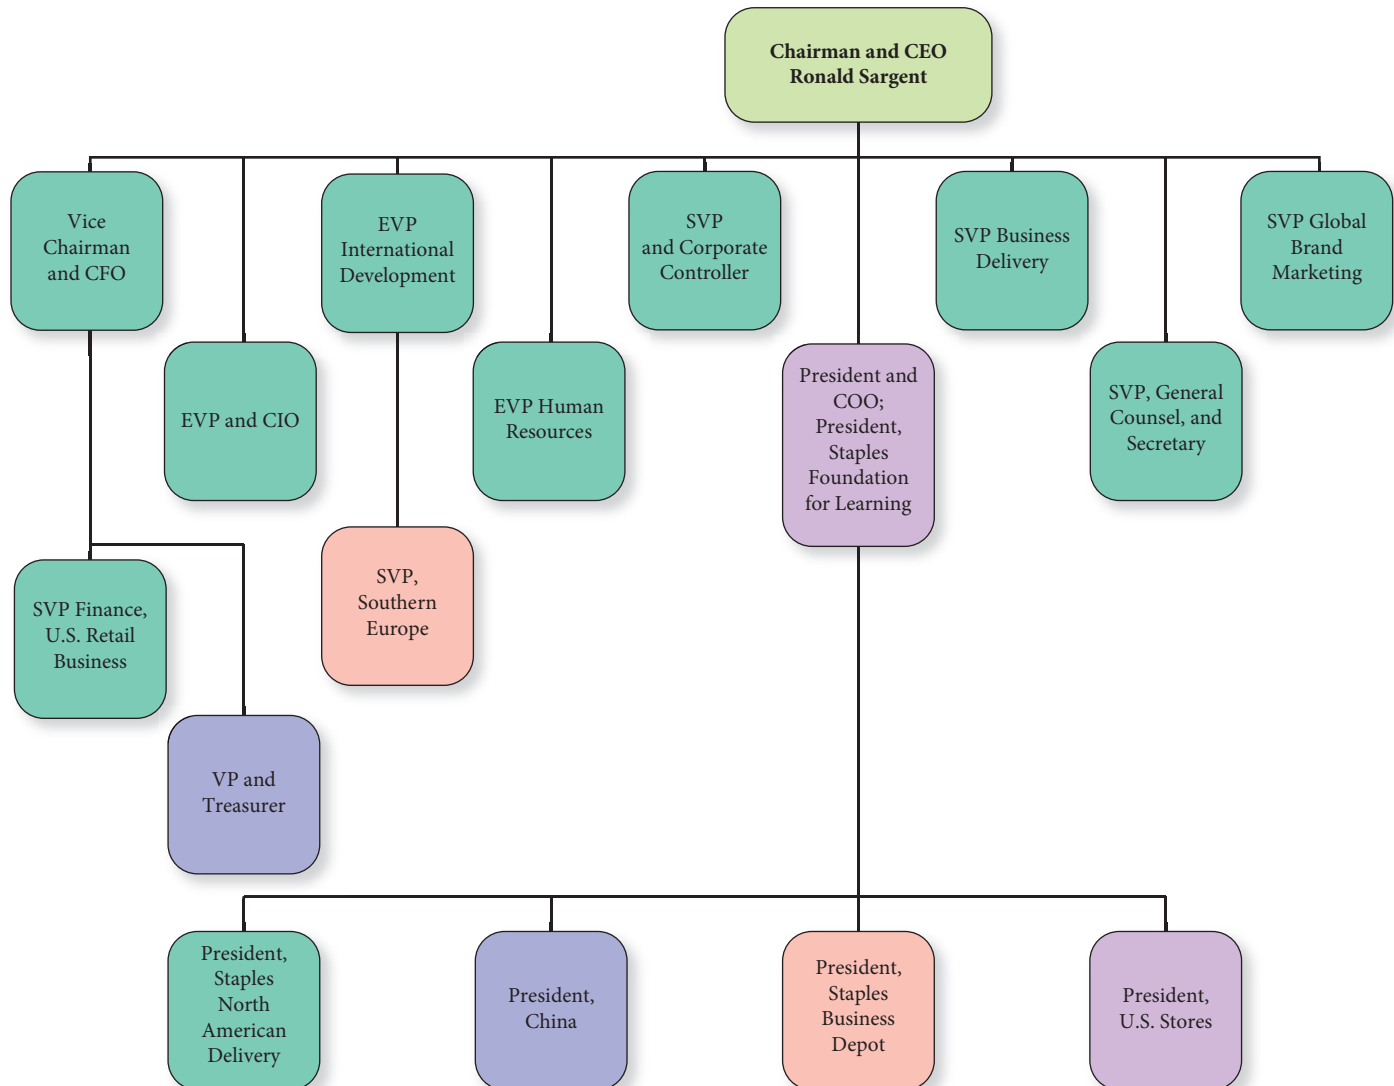 Chairman and CEO
Ronald Sargent
Vice
Chairman
and CFO
EVP
International
Development
SVP
and Corporate
Controller
SVP Business
Delivery
SVP Global
Brand
Marketing
EVP and CIO
EVP Human
Resources
President and
COO;
President,
Staples
Foundation
for Learning
SVP, General
Counsel, and
Secretary
SVP Finance,
U.S. Retail
Business
SVP,
Southern
Europe
VP and
Treasurer
President,
Staples
North
American
Delivery
President,
China
President,
Staples
Business
Depot
President,
U.S. Stores